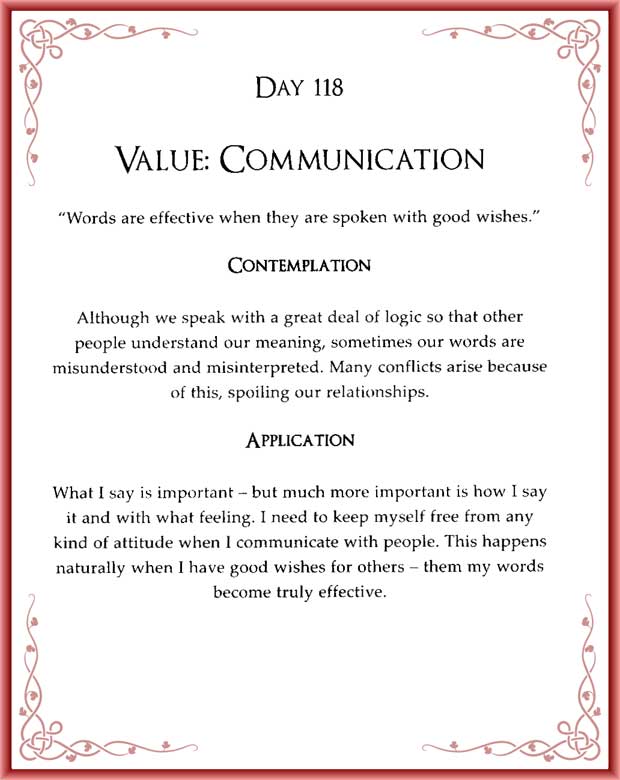 DAY 118
VALUE: COMMUNICATION
“Words are effective when they are spoken with good wishes.”
CONTEMPLATION
Although we speak with a great deal of logic so that other
people understand our meaning, sometimes our words are
misunderstood and misinterpreted. Many conflicts arise because
of this, spoiling our relationships.
APPLICATION
What I say is important – but much more important is how I say
it and with what feeling. I need to keep myself free from any
kind of attitude when I communicate with people. This happens
naturally when I have good wishes for others – them my words
become truly effective.